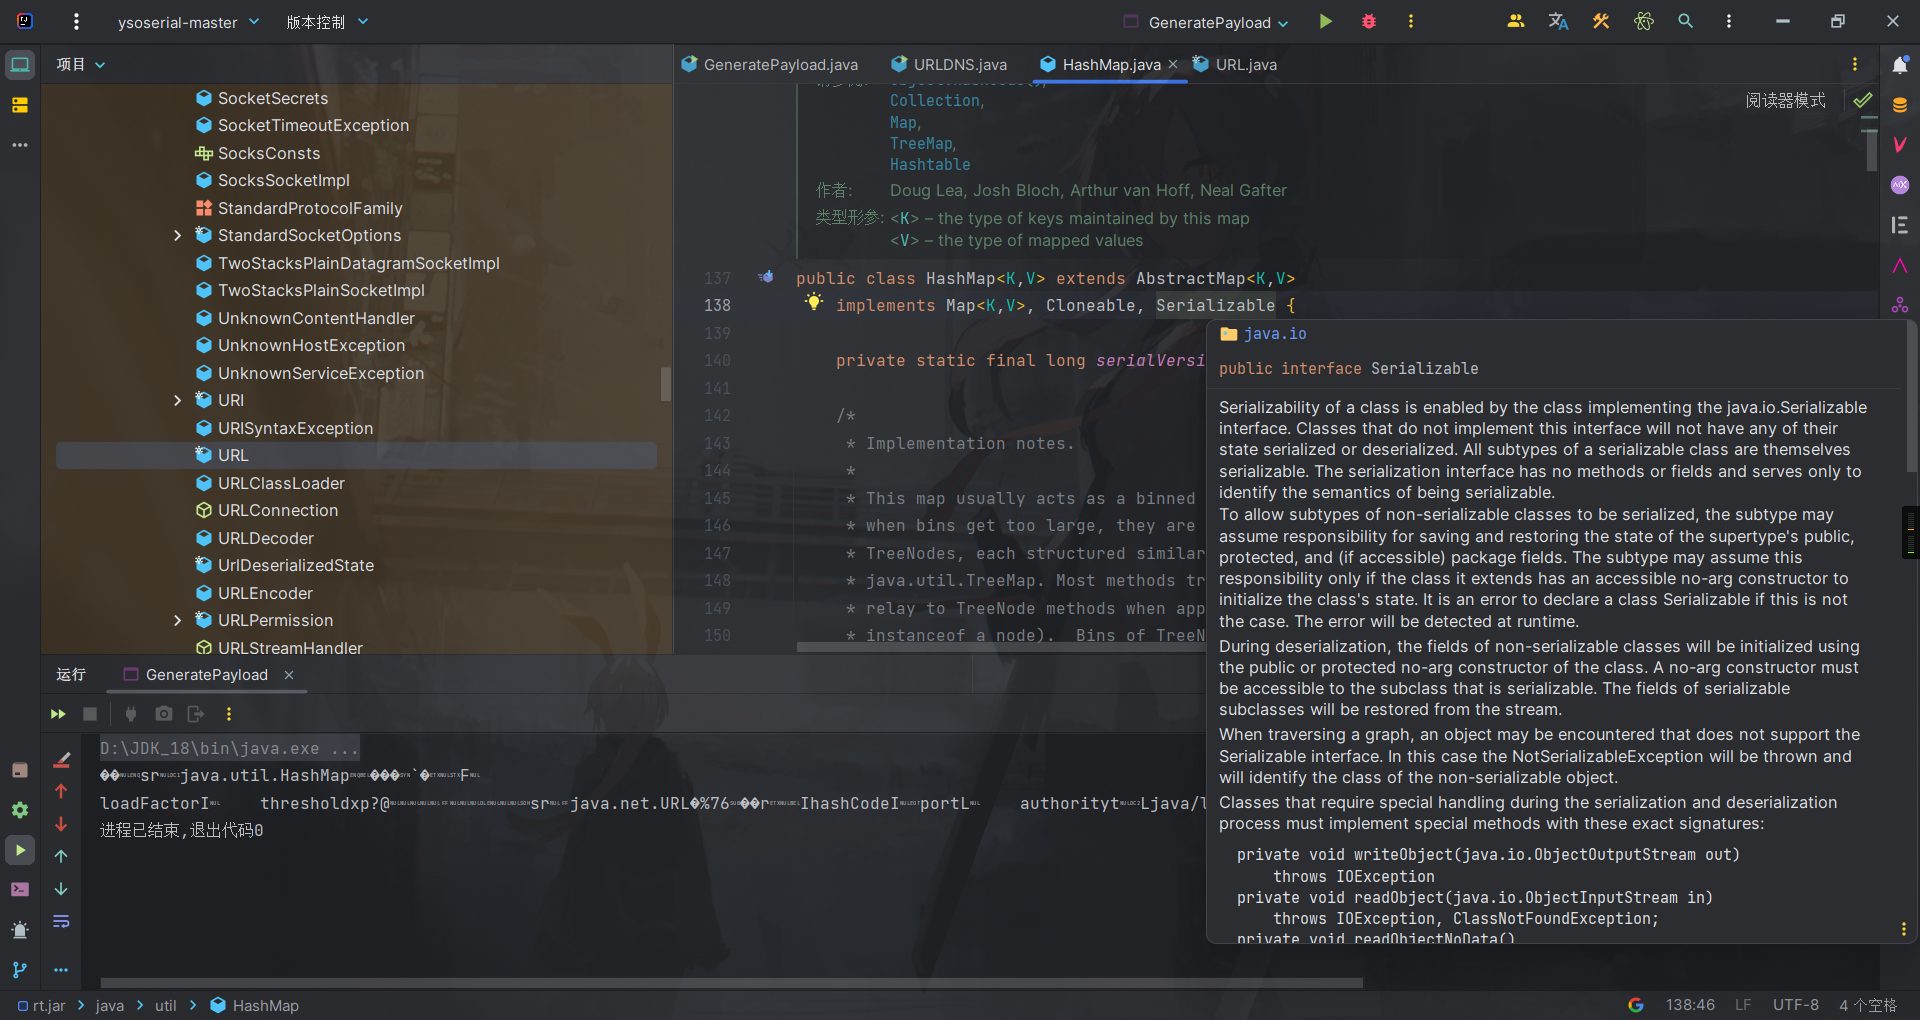 ysoserial-master
版本控制
GeneratePayload
项目
GeneratePayload.java
URLDNS.java
HashMap.java
URL.java
SocketSecrets
SocketTimeoutException
SocksConsts
SocksSocketImpl
StandardProtocolFamily
StandardSocketOptions
TwoStacksPlainDatagramSocketImpl
TwoStacksPlainSocketImpl
UnknownContentHandler
UnknownHostException
UnknownServiceException
URI
URISyntaxException
URL
URLClassLoader
URLConnection
URLDecoder
UrlDeserializedState
URLEncoder
URLPermission
URLStreamHandler
阅读器模式
Collection,
Map,
TreeMap,
Hashtable
作者: Doug Lea, Josh Bloch, Arthur van Hoff, Neal Gafter
类型形参: <K> – the type of keys maintained by this map
<V> – the type of mapped values
137 public class HashMap<K,V> extends AbstractMap<K,V>
138 implements Map<K,V>, Cloneable, Serializable {
139
140 private static final long serialVersi
141
142 /*
143 * Implementation notes.
144 *
145 * This map usually acts as a binned
146 * when bins get too large, they are
147 * TreeNodes, each structured similar
148 * java.util.TreeMap. Most methods tr
149 * relay to TreeNode methods when app
150 * instanceof a node).  Bins of TreeN
java.io
public interface Serializable
Serializability of a class is enabled by the class implementing the java.io.Serializable
interface. Classes that do not implement this interface will not have any of their
state serialized or deserialized. All subtypes of a serializable class are themselves
serializable. The serialization interface has no methods or fields and serves only to
identify the semantics of being serializable.
To allow subtypes of non-serializable classes to be serialized, the subtype may
assume responsibility for saving and restoring the state of the supertype's public,
protected, and (if accessible) package fields. The subtype may assume this
responsibility only if the class it extends has an accessible no-arg constructor to
initialize the class's state. It is an error to declare a class Serializable if this is not
the case. The error will be detected at runtime.
During deserialization, the fields of non-serializable classes will be initialized using
the public or protected no-arg constructor of the class. A no-arg constructor must
be accessible to the subclass that is serializable. The fields of serializable
subclasses will be restored from the stream.
When traversing a graph, an object may be encountered that does not support the
Serializable interface. In this case the NotSerializableException will be thrown and
will identify the class of the non-serializable object.
Classes that require special handling during the serialization and deserialization
process must implement special methods with these exact signatures:
private void writeObject(java.io.ObjectOutputStream out)
throws IOException
private void readObject(java.io.ObjectInputStream in)
throws IOException, ClassNotFoundException;
private void readObjectNoData()
运行
GeneratePayload
D:\JDK_18\bin\java.exe ...
sr java.util.HashMap F
loadFactorI thresholdxp?@ sr java.net.URL %76 r IhashCodeI portL authorityt Ljava/l
进程已结束,退出代码0
rt.jar
java
util
HashMap
138:46
LF
UTF-8
4 个空格